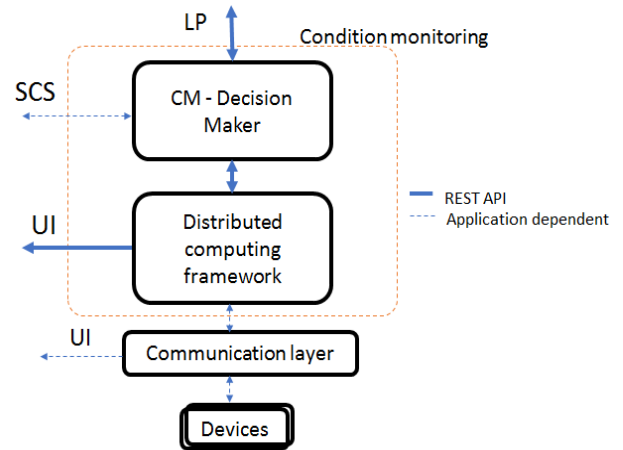 LP
Condition monitoring
SCS
CM - Decision
Maker
UI
Distributed
computing
framework
REST API
Application dependent
UI
Communication layer
Devices